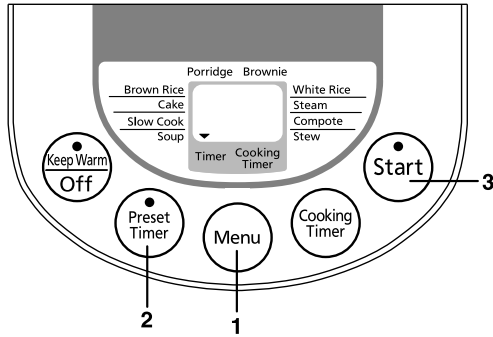 Porridge Brownie
Brown Rice
Cake
Slow Cook
Soup
White Rice
Steam
Compote
Stew
Timer
Cooking
Timer
Keep Warm
Off
Preset
Timer
Menu
Cooking
Timer
Start
3
2
1